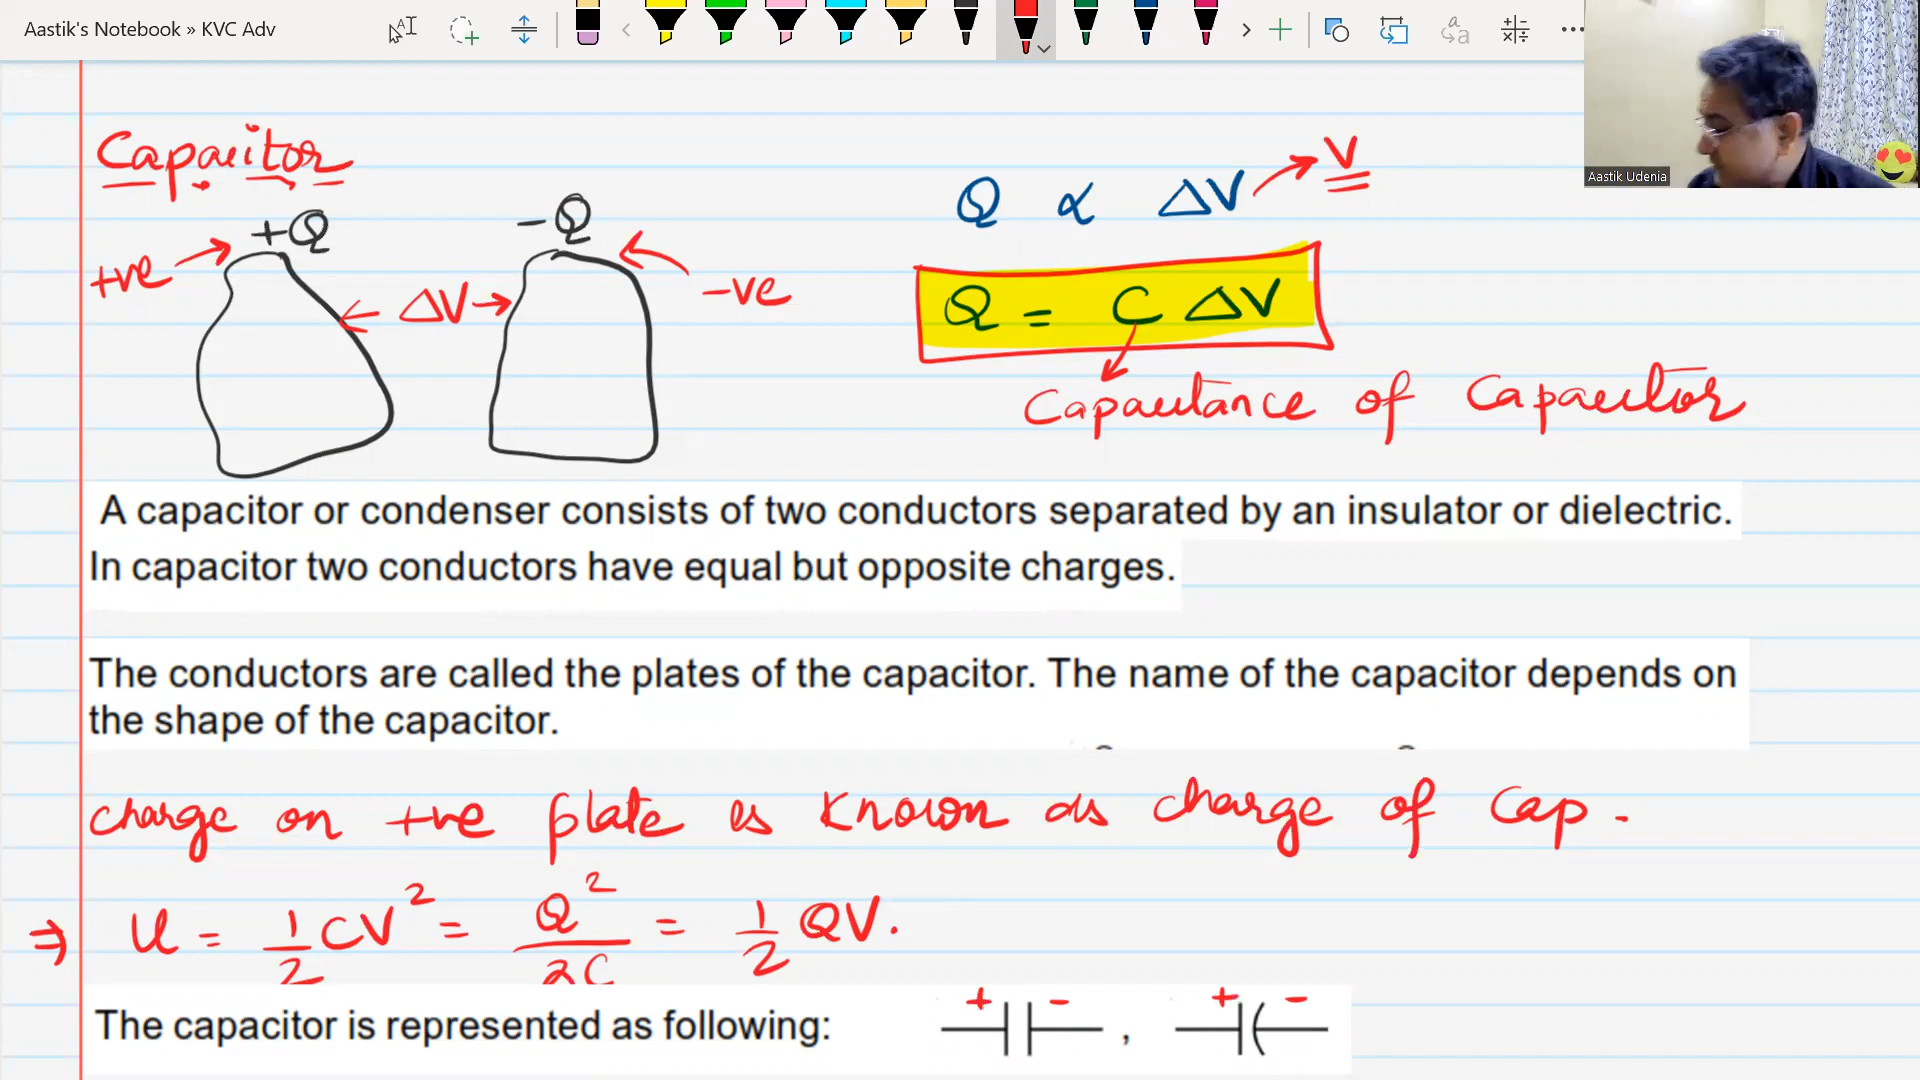 Aastik's Notebook » KVC Adv
Aastik Udenia
Capacitor
+Q
-Q
+ve
ΔV
-ve
Q ∝ ΔV → V
Q = C ΔV
Capacitance of Capacitor
A capacitor or condenser consists of two conductors separated by an insulator or dielectric.
In capacitor two conductors have equal but opposite charges.
The conductors are called the plates of the capacitor. The name of the capacitor depends on
the shape of the capacitor.
charge on +ve plate is known as charge of cap.
⇒ U = 1/2 CV² = Q²/2C = 1/2 QV.
The capacitor is represented as following: + - , + -